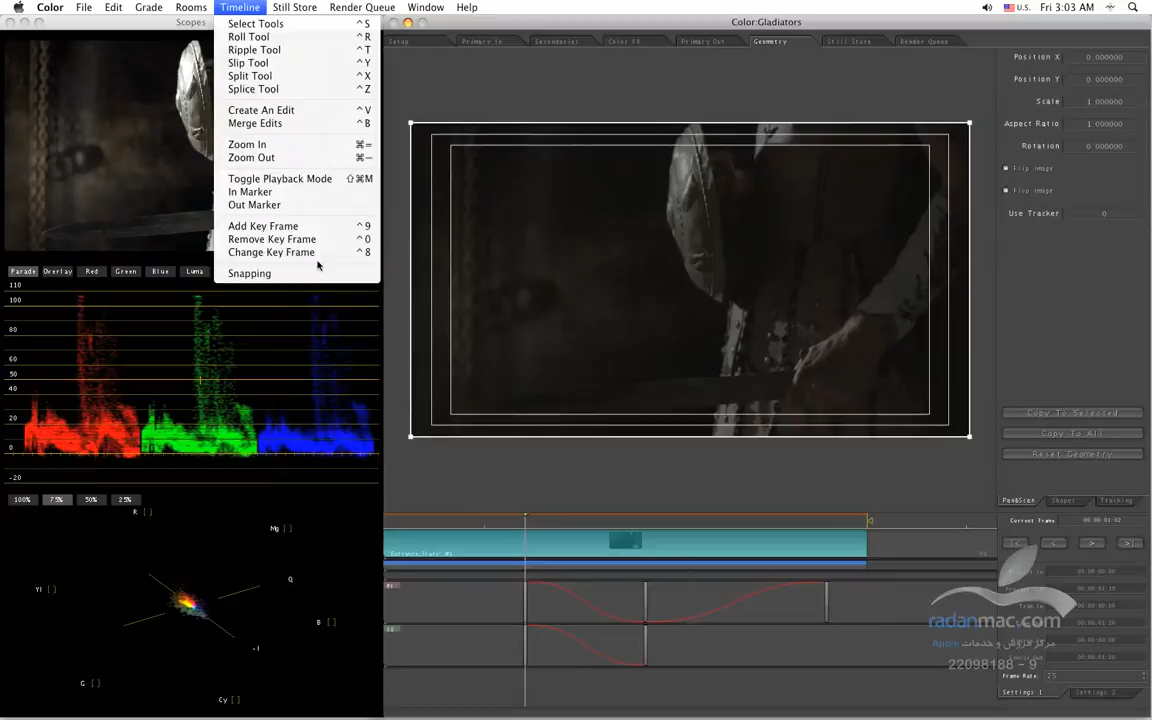 Color File Edit Grade Rooms Timeline Still Store Render Queue Window Help U.S. Fri 3:03 AM
Scopes
Color:Gladiators
Select Tools ^S
Roll Tool ^R
Ripple Tool ^T
Slip Tool ^Y
Split Tool ^X
Splice Tool ^Z
Create An Edit ^V
Merge Edits ^B
Zoom In ⌘=
Zoom Out ⌘−
Toggle Playback Mode ⇧⌘M
In Marker
Out Marker
Add Key Frame ^9
Remove Key Frame ^0
Change Key Frame ^8
Snapping
Setup Primary In Secondaries Color FX Primary Out Geometry Still Store Render Queue
Position X 0.000000
Position Y 0.000000
Scale 1.000000
Aspect Ratio 1.000000
Rotation 0.000000
Flip Image
Flop Image
Use Tracker 0
Copy To Selected
Copy To All
Reset Geometry
Parade Overlay Red Green Blue Luma
110
100
80
60
50
40
20
0
-20
100% 75% 50% 25%
R [ ]
Mg [ ]
Q
Yl [ ]
B [ ]
-I
G [ ]
Cy [ ]
Pan&Scan Shapes Tracking
Current Frame 00:00:01:02
|< < > >|
radanmac.com
مرکز فروش و خدمات Apple
22098188 - 9
Frame Rate: 25
Settings 1 Settings 2